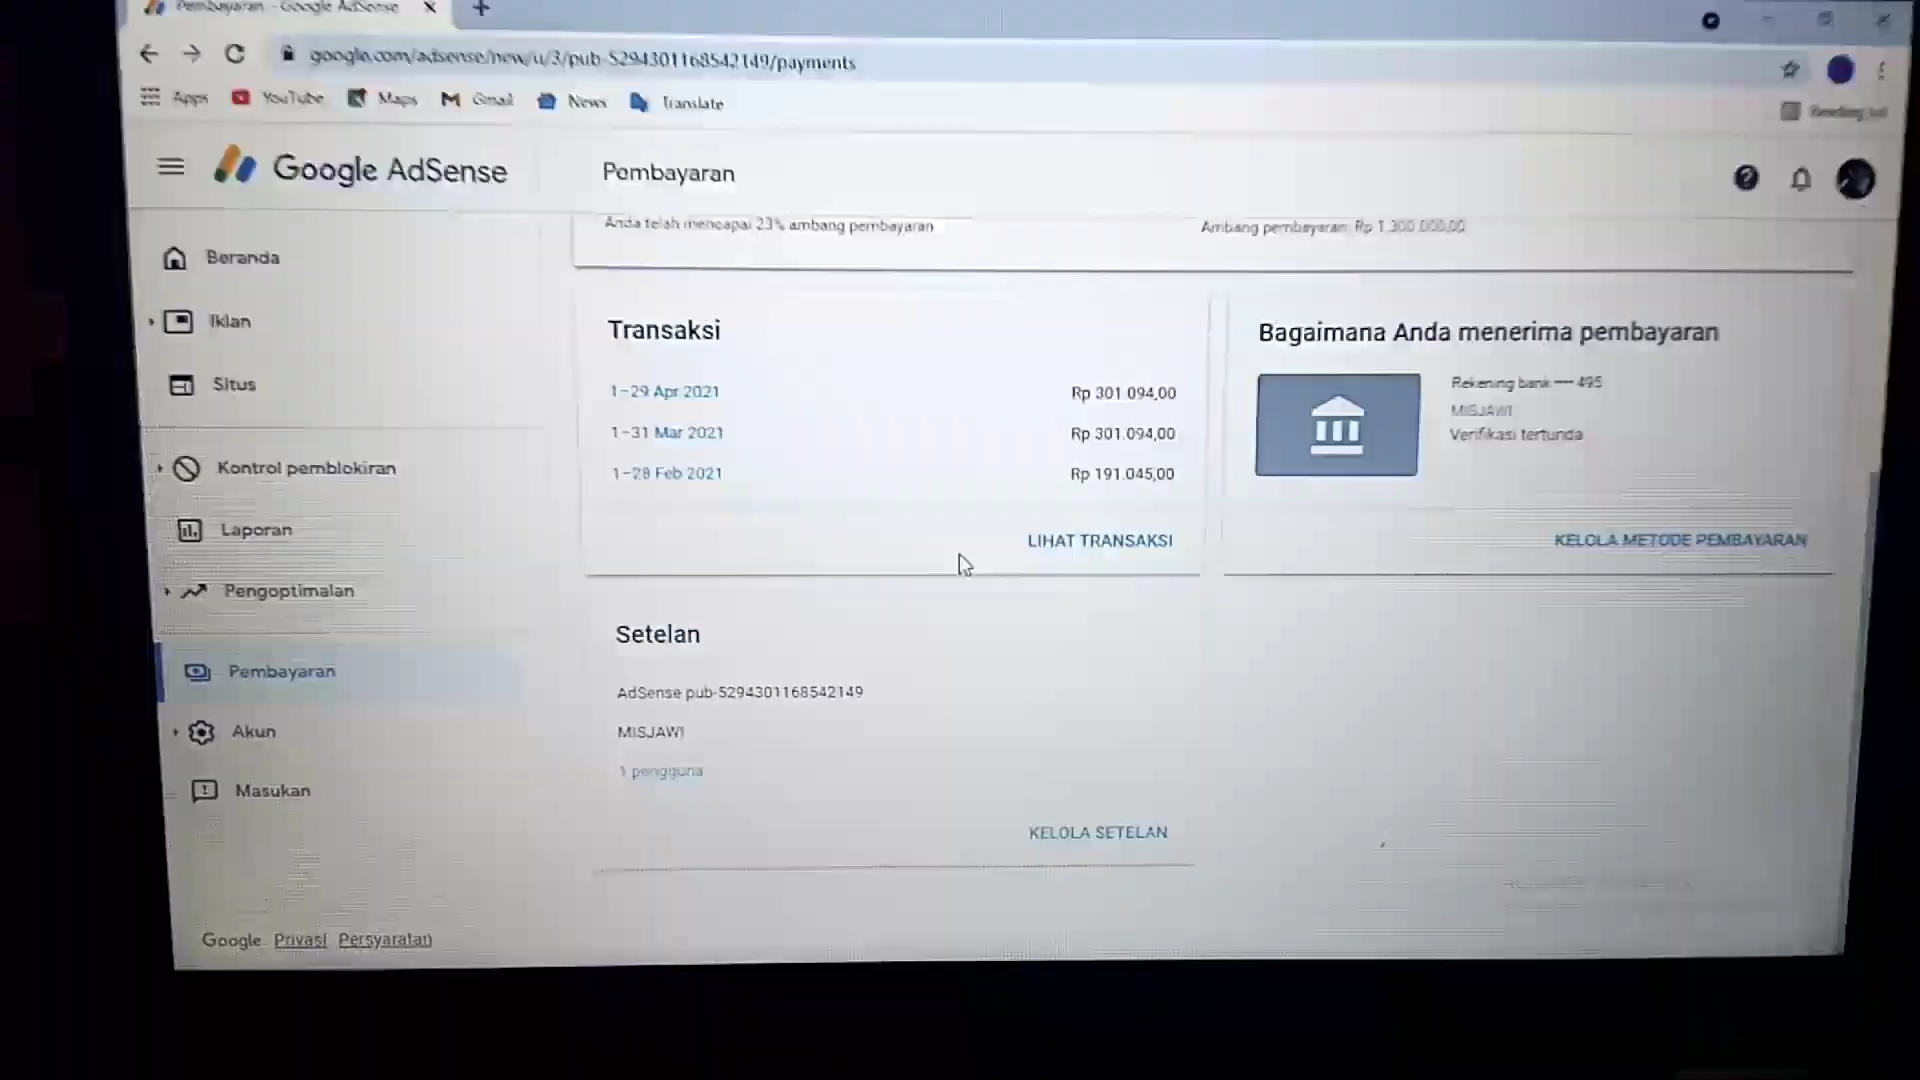 Pembayaran - Google AdSense
google.com/adsense/new/u/3/pub-5294301168542149/payments
Apps YouTube Maps Gmail News Translate
Reading list
Google AdSense
Pembayaran
Anda telah mencapai 23% ambang pembayaran
Ambang pembayaran: Rp 1.300.000,00
Beranda
Iklan
Situs
Kontrol pemblokiran
Laporan
Pengoptimalan
Pembayaran
Akun
Masukan
Google Privasi Persyaratan
Transaksi
1–29 Apr 2021 Rp 301.094,00
1–31 Mar 2021 Rp 301.094,00
1–28 Feb 2021 Rp 191.045,00
LIHAT TRANSAKSI
Bagaimana Anda menerima pembayaran
Rekening bank •••• 495
MISJAWI
Verifikasi tertunda
KELOLA METODE PEMBAYARAN
Setelan
AdSense pub-5294301168542149
MISJAWI
1 pengguna
KELOLA SETELAN